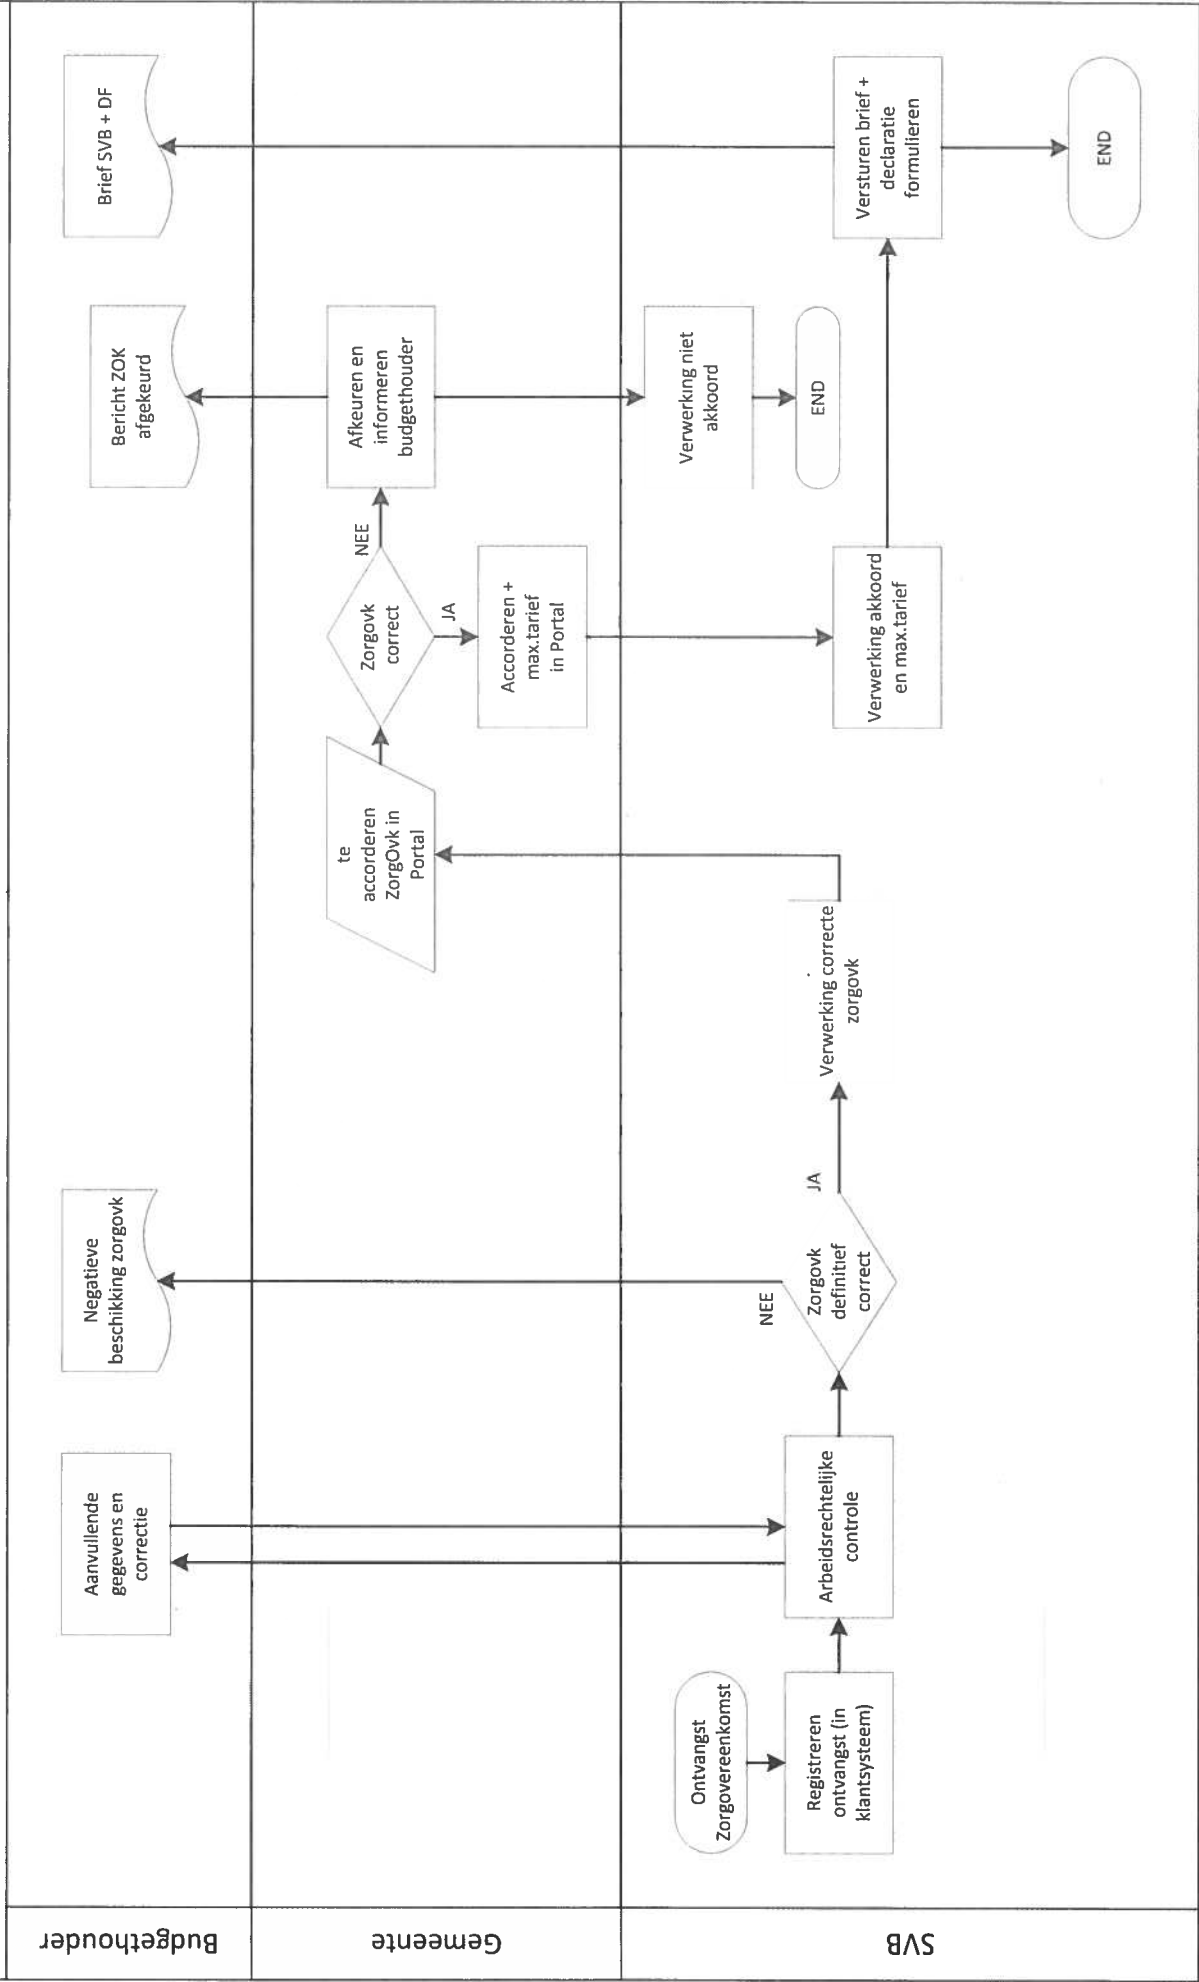 Budgethouder
Aanvullende
gegevens en
correctie
Negatieve
beschikking zorgovk
Bericht ZOK
afgekeurd
Brief SVB + DF
Gemeente
te
accorderen
ZorgOvk in
Portal
Zorgovk
correct
NEE
JA
Afkeuren en
informeren
budgethouder
Accorderen +
max.tarief
in Portal
SVB
Ontvangst
Zorgovereenkomst
Registreren
ontvangst (in
klantsysteem)
Arbeidsrechtelijke
controle
Zorgovk
definitief
correct
NEE
JA
Verwerking correcte
zorgovk
Verwerking akkoord
en max.tarief
Verwerking niet
akkoord
END
Versturen brief +
declaratie
formulieren
END